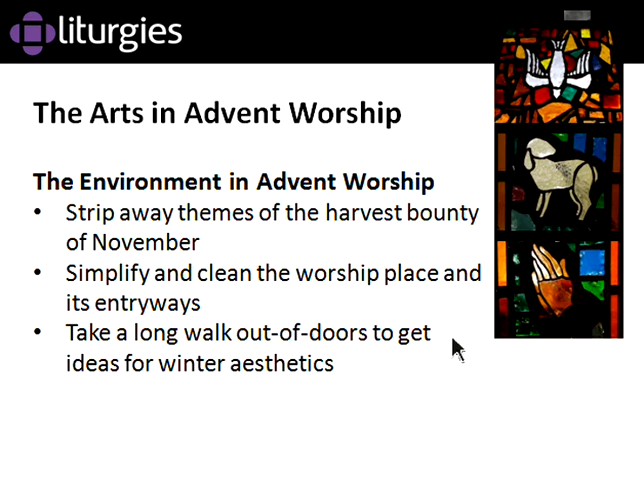 liturgies
The Arts in Advent Worship
The Environment in Advent Worship
• Strip away themes of the harvest bounty
of November
• Simplify and clean the worship place and
its entryways
• Take a long walk out-of-doors to get
ideas for winter aesthetics